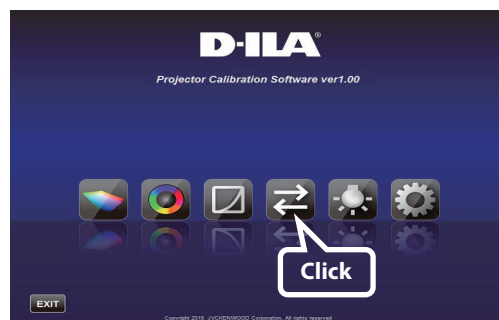 D-ILA®
Projector Calibration Software ver1.00
Click
EXIT
Copyright 2015 JVCKENWOOD Corporation. All rights reserved